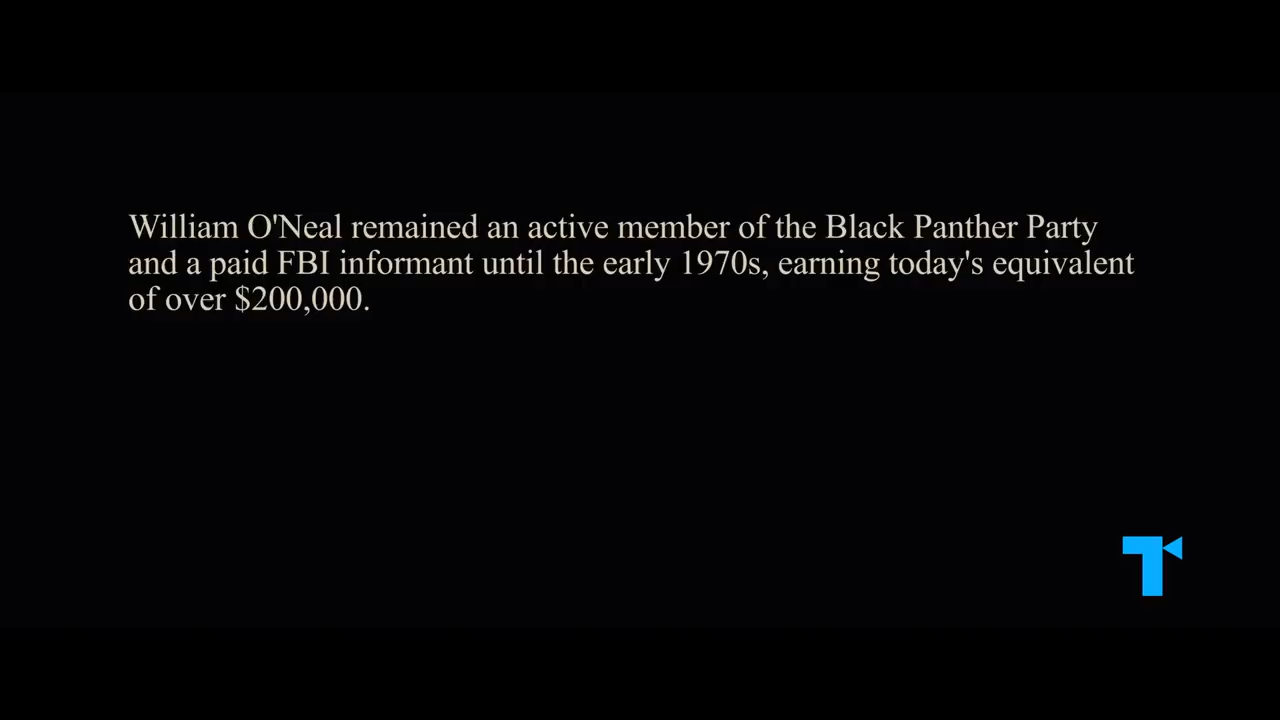 William O'Neal remained an active member of the Black Panther Party
and a paid FBI informant until the early 1970s, earning today's equivalent
of over $200,000.